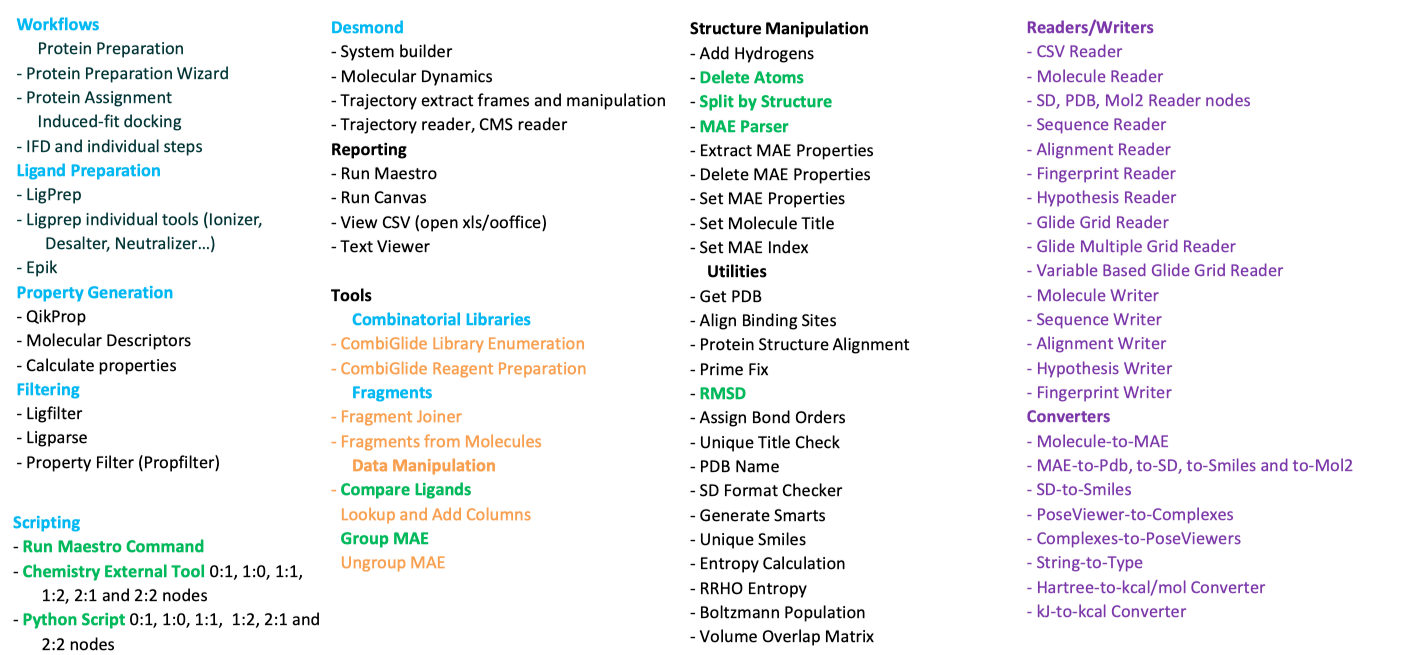 Workflows
Protein Preparation
- Protein Preparation Wizard
- Protein Assignment
Induced-fit docking
- IFD and individual steps
Ligand Preparation
- LigPrep
- Ligprep individual tools (Ionizer,
Desalter, Neutralizer...)
- Epik
Property Generation
- QikProp
- Molecular Descriptors
- Calculate properties
Filtering
- Ligfilter
- Ligparse
- Property Filter (Propfilter)
Scripting
- Run Maestro Command
- Chemistry External Tool 0:1, 1:0, 1:1,
1:2, 2:1 and 2:2 nodes
- Python Script 0:1, 1:0, 1:1, 1:2, 2:1 and
2:2 nodes
Desmond
- System builder
- Molecular Dynamics
- Trajectory extract frames and manipulation
- Trajectory reader, CMS reader
Reporting
- Run Maestro
- Run Canvas
- View CSV (open xls/ooffice)
- Text Viewer
Tools
Combinatorial Libraries
- CombiGlide Library Enumeration
- CombiGlide Reagent Preparation
Fragments
- Fragment Joiner
- Fragments from Molecules
Data Manipulation
- Compare Ligands
Lookup and Add Columns
Group MAE
Ungroup MAE
Structure Manipulation
- Add Hydrogens
- Delete Atoms
- Split by Structure
- MAE Parser
- Extract MAE Properties
- Delete MAE Properties
- Set MAE Properties
- Set Molecule Title
- Set MAE Index
Utilities
- Get PDB
- Align Binding Sites
- Protein Structure Alignment
- Prime Fix
- RMSD
- Assign Bond Orders
- Unique Title Check
- PDB Name
- SD Format Checker
- Generate Smarts
- Unique Smiles
- Entropy Calculation
- RRHO Entropy
- Boltzmann Population
- Volume Overlap Matrix
Readers/Writers
- CSV Reader
- Molecule Reader
- SD, PDB, Mol2 Reader nodes
- Sequence Reader
- Alignment Reader
- Fingerprint Reader
- Hypothesis Reader
- Glide Grid Reader
- Glide Multiple Grid Reader
- Variable Based Glide Grid Reader
- Molecule Writer
- Sequence Writer
- Alignment Writer
- Hypothesis Writer
- Fingerprint Writer
Converters
- Molecule-to-MAE
- MAE-to-Pdb, to-SD, to-Smiles and to-Mol2
- SD-to-Smiles
- PoseViewer-to-Complexes
- Complexes-to-PoseViewers
- String-to-Type
- Hartree-to-kcal/mol Converter
- kJ-to-kcal Converter